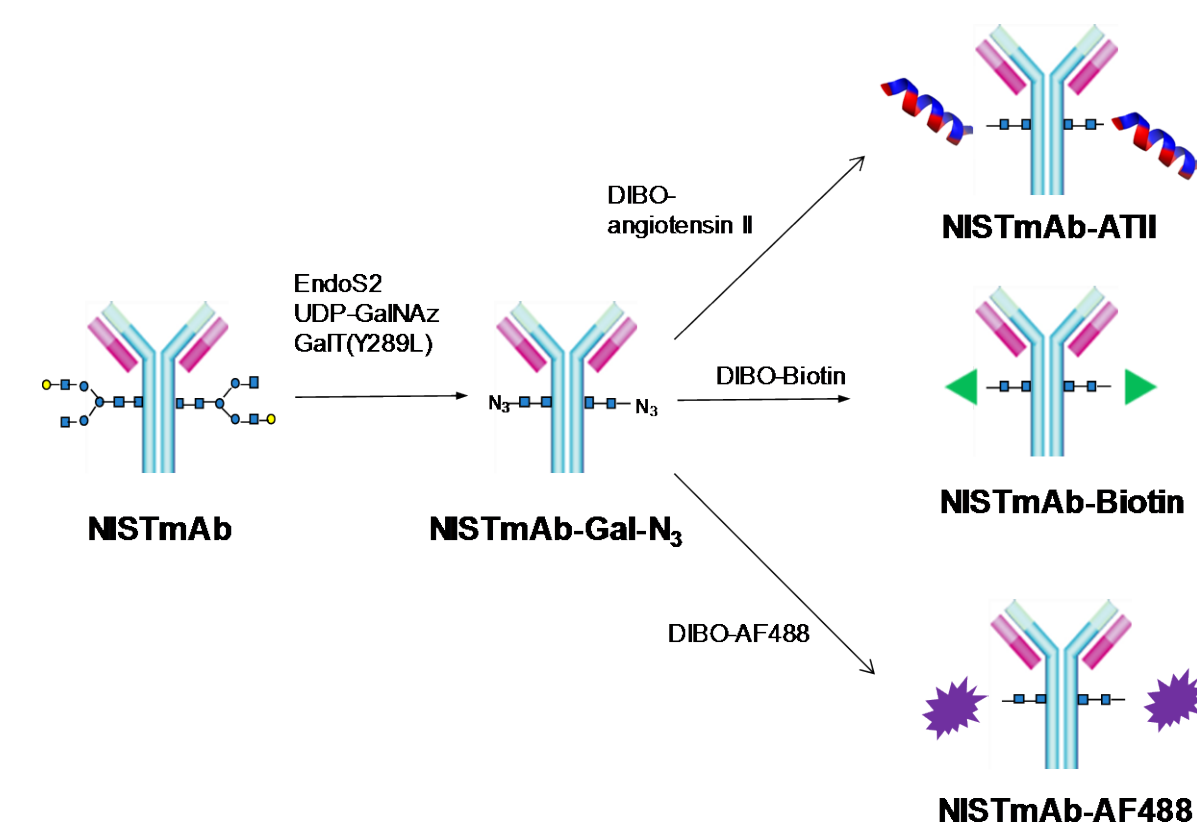 EndoS2
UDP-GalNAz
GalT(Y289L)
NISTmAb
N₃
N₃
NISTmAb-Gal-N₃
DIBO-
angiotensin II
DIBO-Biotin
DIBO-AF488
NISTmAb-ATII
NISTmAb-Biotin
NISTmAb-AF488